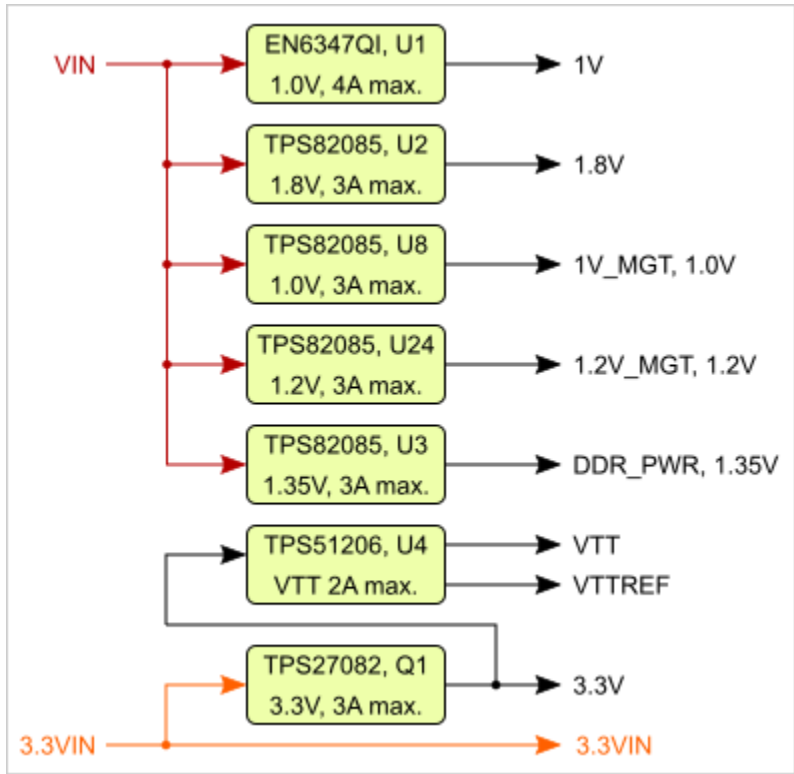 VIN
EN6347QI, U1
1.0V, 4A max.
1V
TPS82085, U2
1.8V, 3A max.
1.8V
TPS82085, U8
1.0V, 3A max.
1V_MGT, 1.0V
TPS82085, U24
1.2V, 3A max.
1.2V_MGT, 1.2V
TPS82085, U3
1.35V, 3A max.
DDR_PWR, 1.35V
TPS51206, U4
VTT 2A max.
VTT
VTTREF
TPS27082, Q1
3.3V, 3A max.
3.3V
3.3VIN
3.3VIN